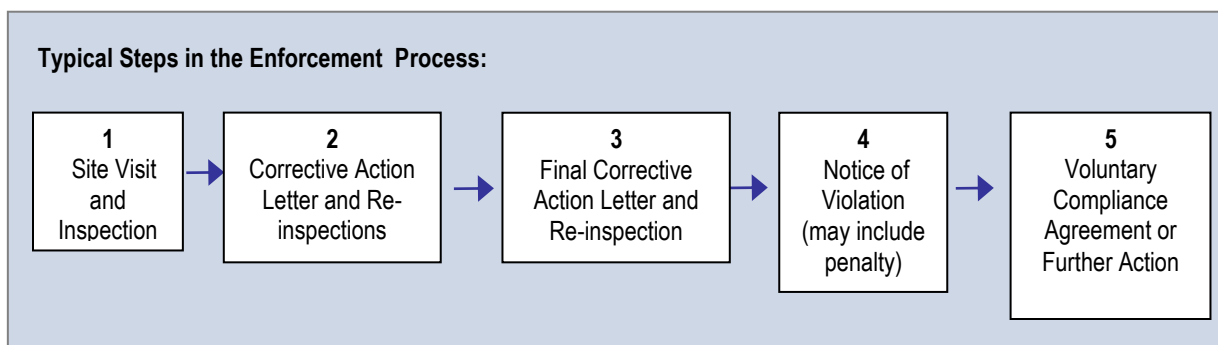 Typical Steps in the Enforcement Process:
1
Site Visit
and
Inspection
2
Corrective Action
Letter and Re-
inspections
3
Final Corrective
Action Letter and
Re-inspection
4
Notice of
Violation
(may include
penalty)
5
Voluntary
Compliance
Agreement or
Further Action